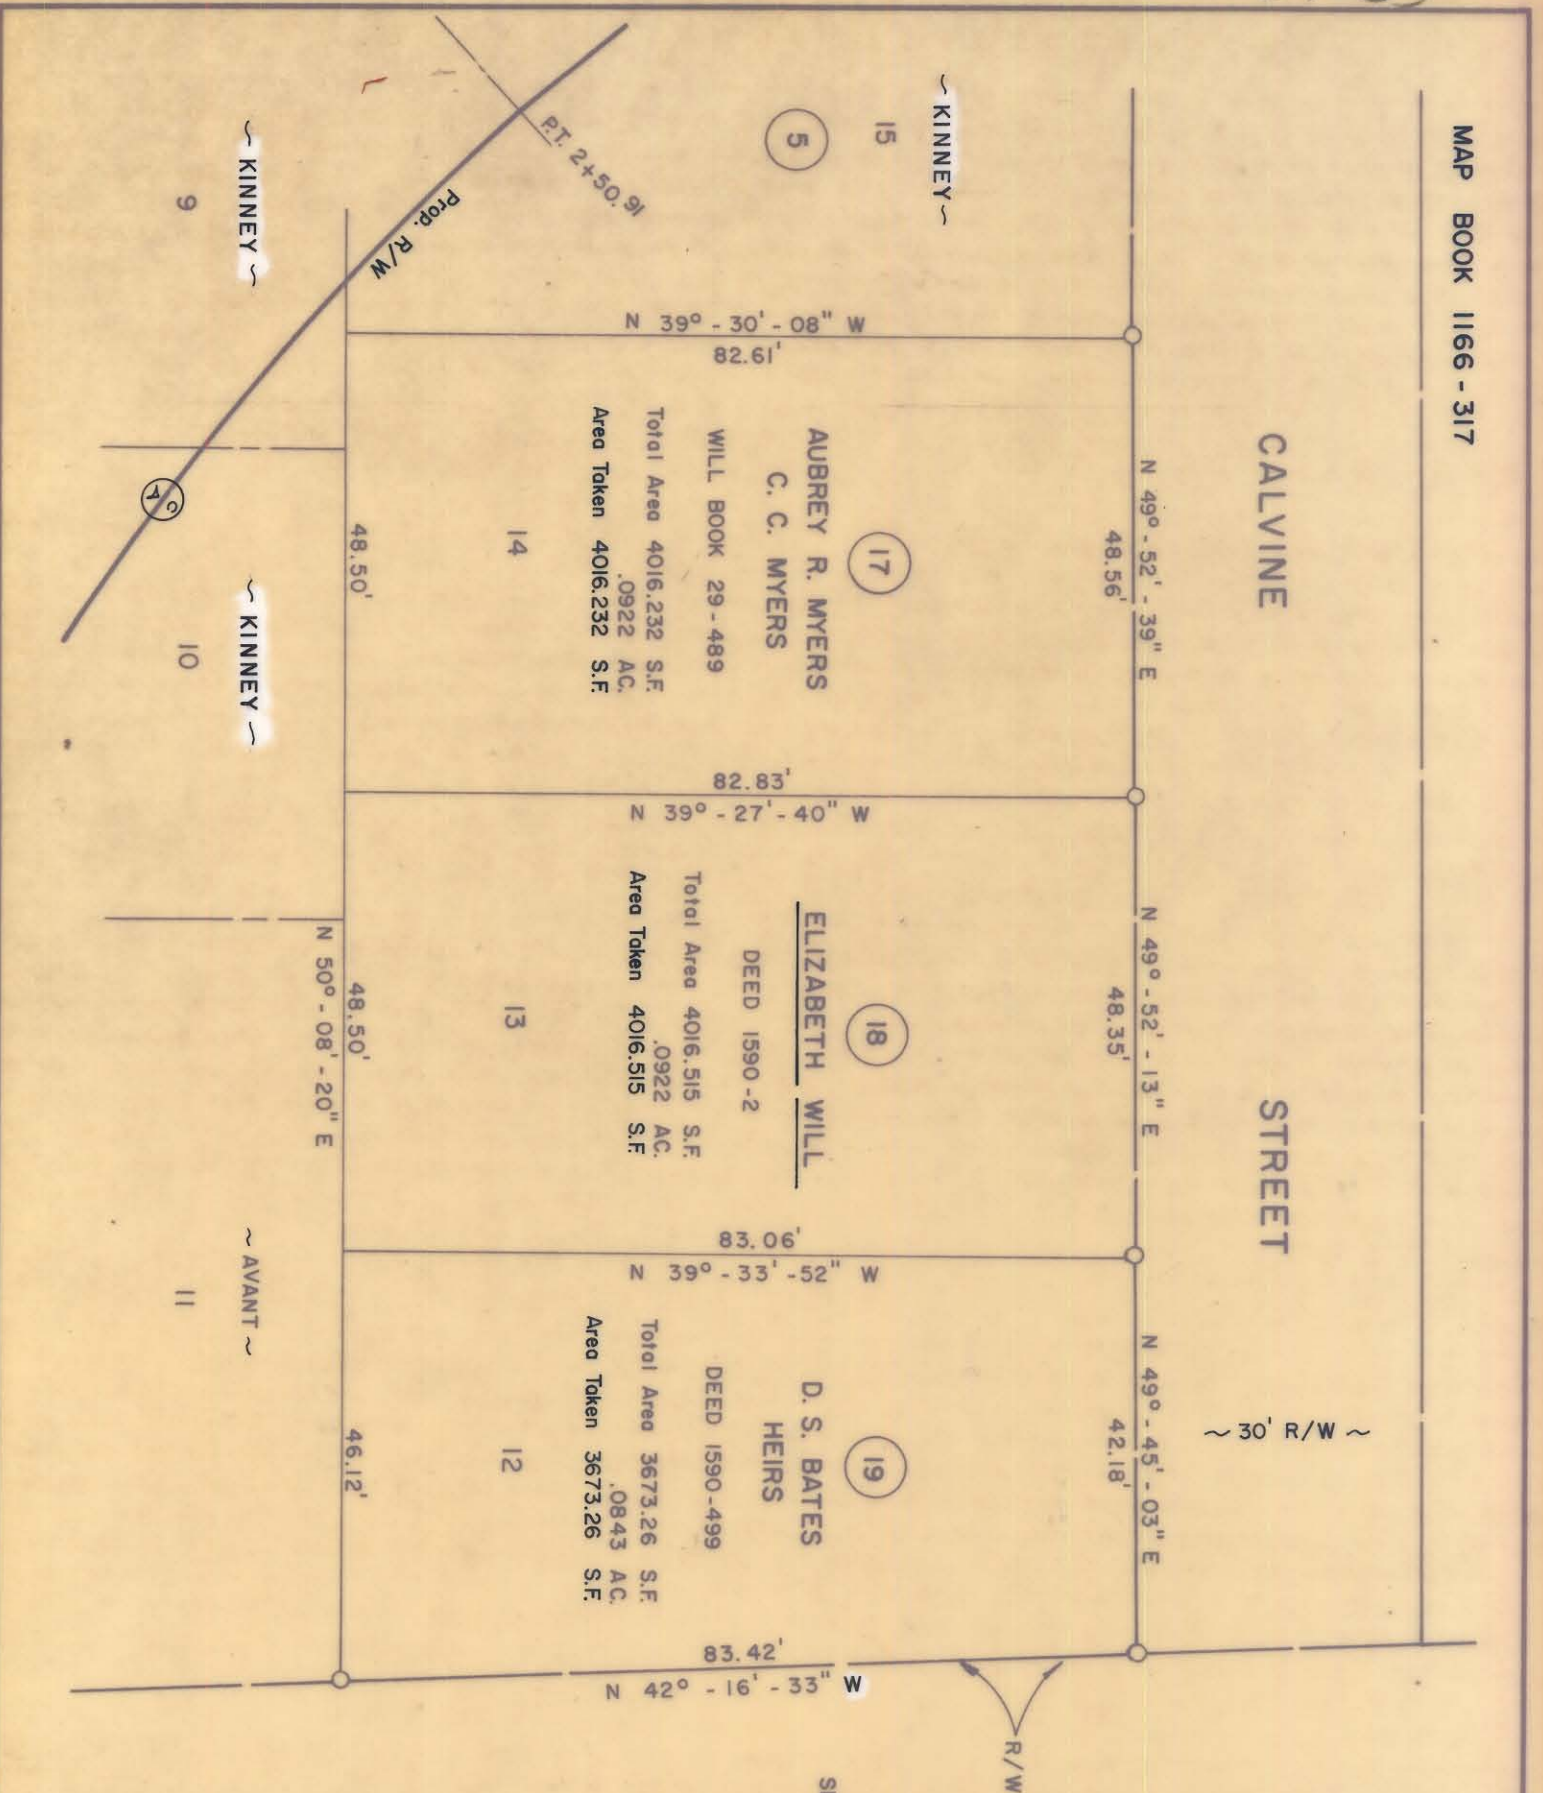 MAP BOOK 1166 - 317
CALVINE STREET
~ 30' R/W ~
N 49° - 52' - 39" E
48.56'
N 49° - 52' - 13" E
48.35'
N 49° - 45' - 03" E
42.18'
R/W
~ KINNEY ~
15
5
P.T. 2+50.91
Prop. R/W
N 39° - 30' - 08" W
82.61'
17
AUBREY R. MYERS
C. C. MYERS
WILL BOOK 29 - 489
Total Area 4016.232 S.F.
.0922 AC.
Area Taken 4016.232 S.F.
14
48.50'
82.83'
N 39° - 27' - 40" W
18
ELIZABETH WILL
DEED 1590 - 2
Total Area 4016.515 S.F.
.0922 AC.
Area Taken 4016.515 S.F.
13
48.50'
N 50° - 08' - 20" E
83.06'
N 39° - 33' - 52" W
19
D. S. BATES
HEIRS
DEED 1590-499
Total Area 3673.26 S.F.
.0843 AC.
Area Taken 3673.26 S.F.
12
46.12'
83.42'
N 42° - 16' - 33" W
~ KINNEY ~
9
C
A
~ KINNEY ~
10
~ AVANT ~
11